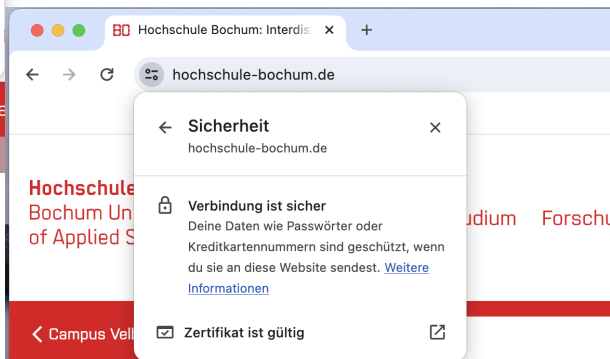 BO Hochschule Bochum: Interdis
hochschule-bochum.de
Sicherheit
hochschule-bochum.de
Hochschule
Bochum Un
of Applied S
Verbindung ist sicher
Deine Daten wie Passwörter oder
Kreditkartennummern sind geschützt, wenn
du sie an diese Website sendest. Weitere
Informationen
udium Forschu
Campus Velb
Zertifikat ist gültig